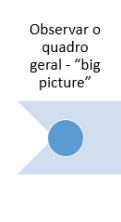 Observar o
quadro
geral - “big
picture”